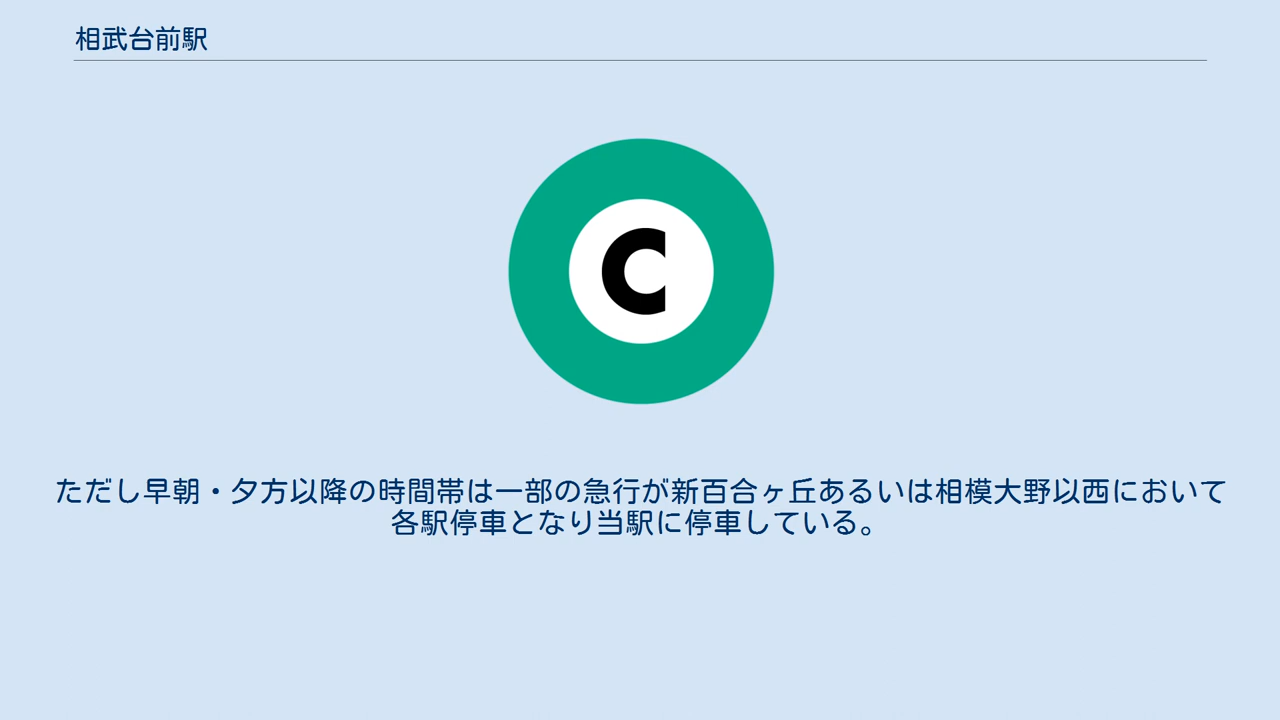 相武台前駅
C
ただし早朝・夕方以降の時間帯は一部の急行が新百合ヶ丘あるいは相模大野以西において
各駅停車となり当駅に停車している。